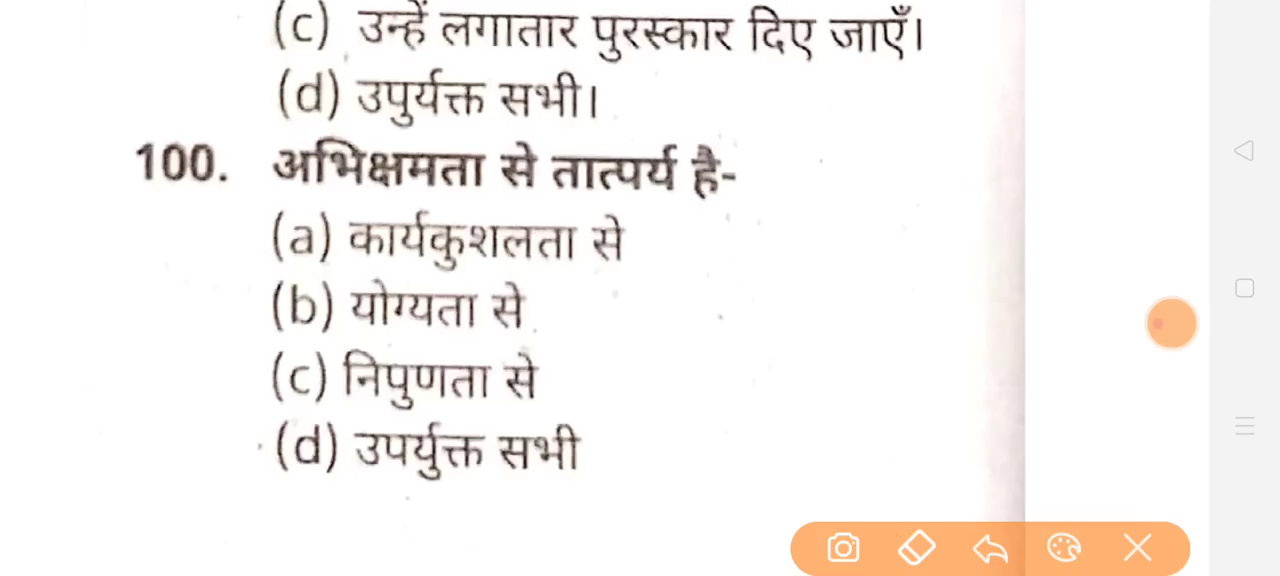 (c) उन्हें लगातार पुरस्कार दिए जाएँ।
(d) उपुर्यक्त सभी।
100. अभिक्षमता से तात्पर्य है-
(a) कार्यकुशलता से
(b) योग्यता से
(c) निपुणता से
(d) उपर्युक्त सभी